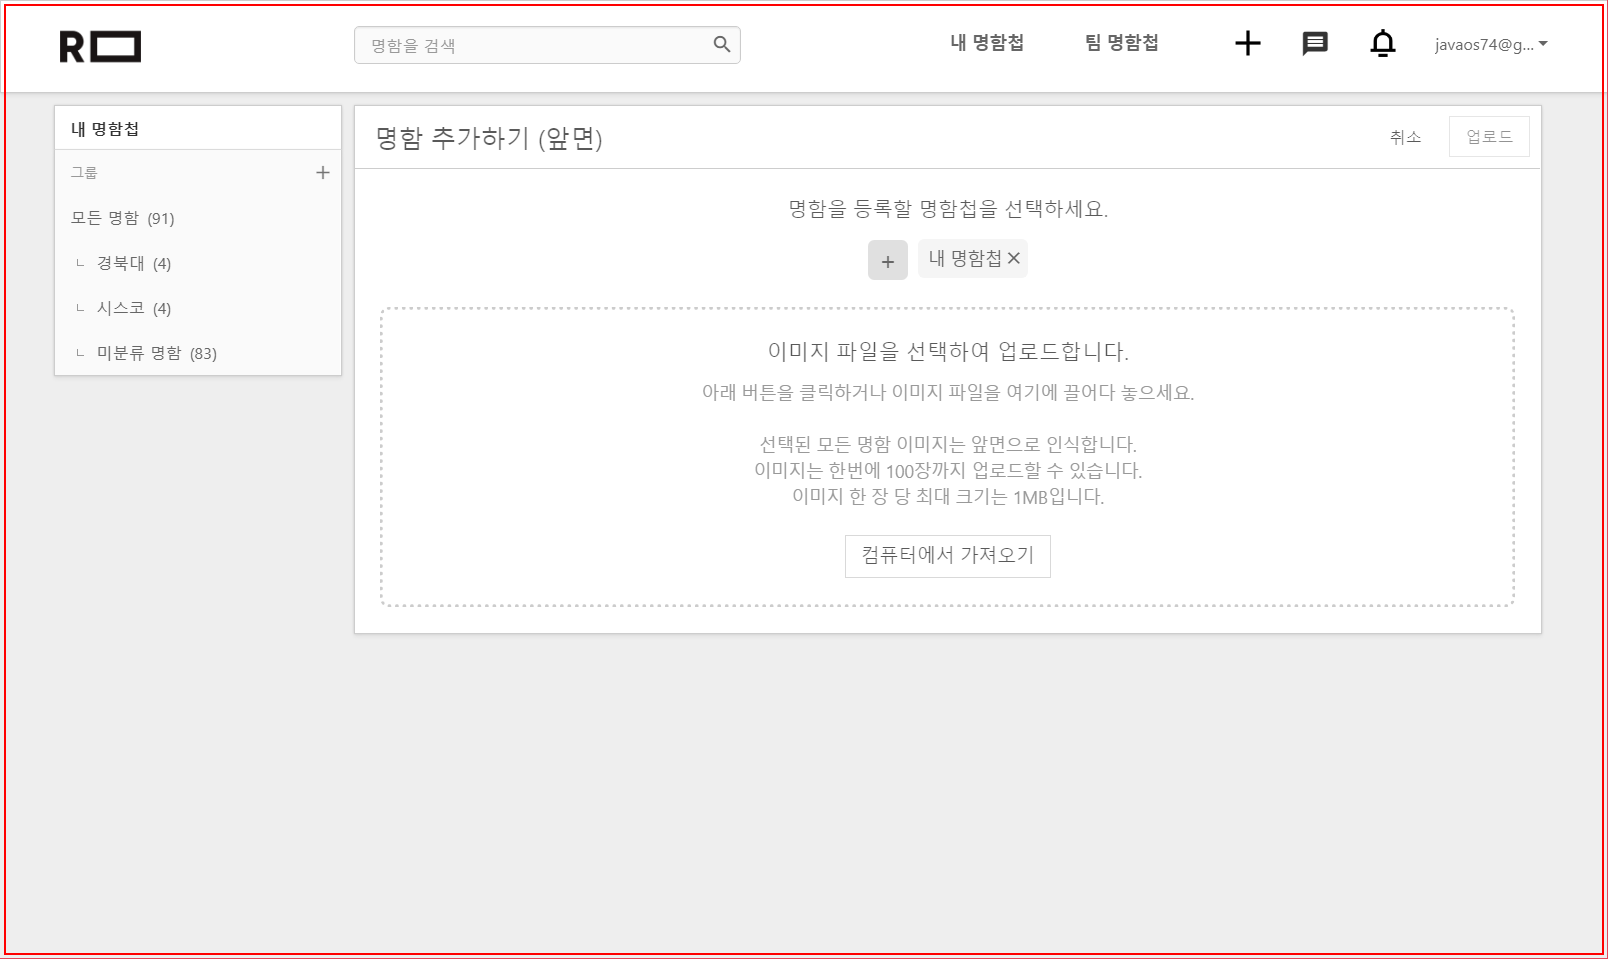 R
명함을 검색
내 명함첩
팀 명함첩
javaos74@g...
내 명함첩
그룹
모든 명함 (91)
경북대 (4)
시스코 (4)
미분류 명함 (83)
명함 추가하기 (앞면)
취소
업로드
명함을 등록할 명함첩을 선택하세요.
+ 내 명함첩 ×
이미지 파일을 선택하여 업로드합니다.
아래 버튼을 클릭하거나 이미지 파일을 여기에 끌어다 놓으세요.
선택된 모든 명함 이미지는 앞면으로 인식합니다.
이미지는 한번에 100장까지 업로드할 수 있습니다.
이미지 한 장 당 최대 크기는 1MB입니다.
컴퓨터에서 가져오기